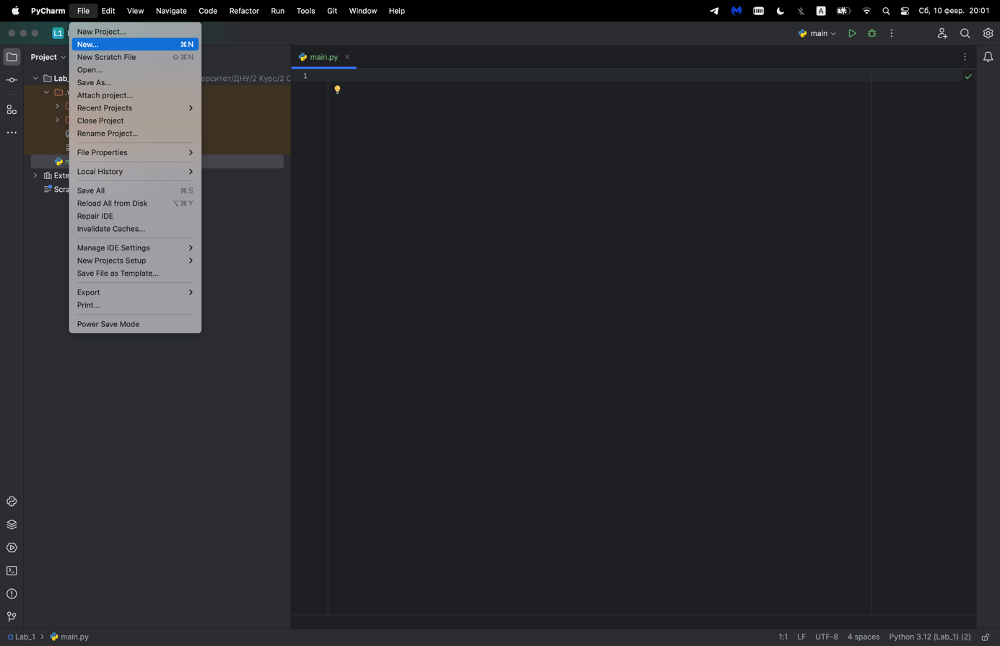 PyCharm File Edit View Navigate Code Refactor Run Tools Git Window Help A Сб, 10 февр. 20:01
L1 main
Project main.py
New Project...
New... ⌘N
New Scratch File ⇧⌘N
Open...
Save As...
Attach project...
Recent Projects
Close Project
Rename Project...
File Properties
Local History
Save All ⌘S
Reload All from Disk ⌥⌘Y
Repair IDE
Invalidate Caches...
Manage IDE Settings
New Projects Setup
Save File as Template...
Export
Print...
Power Save Mode
Lab_ ерситет/ДНУ/2 Курс/2 С
.v
m
Exte
Scra
1
Lab_1 > main.py 1:1 LF UTF-8 4 spaces Python 3.12 (Lab_1) (2)